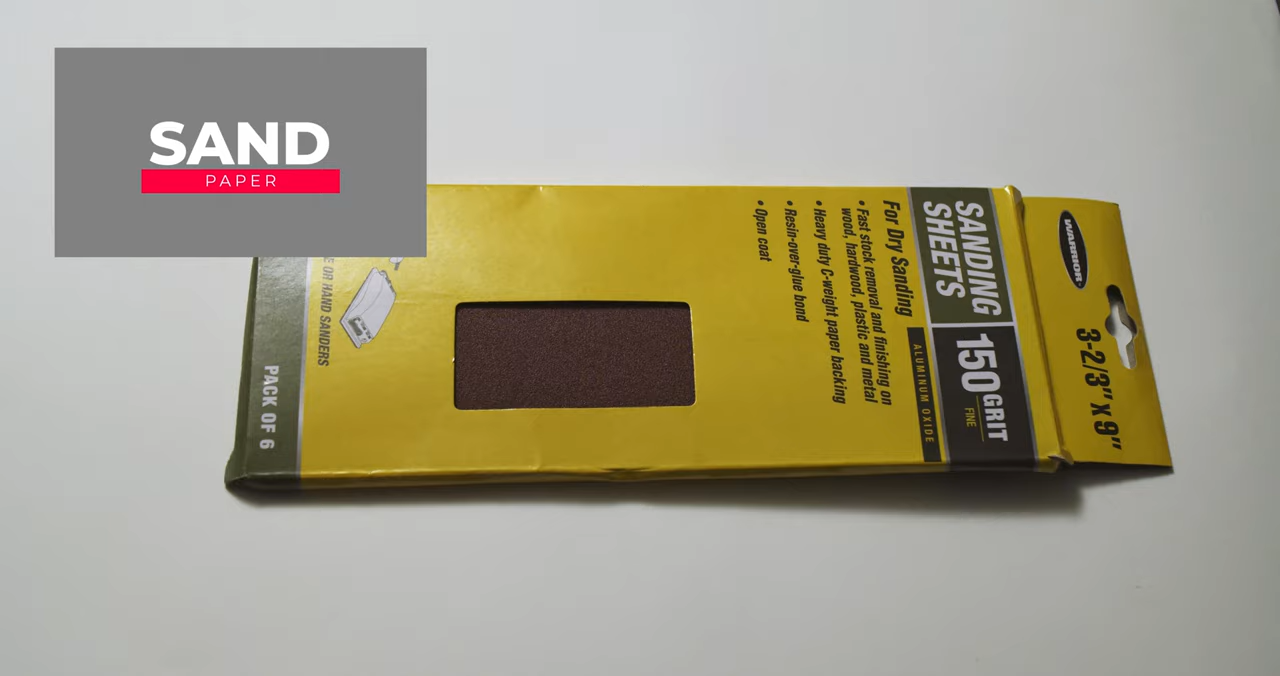 SAND
PAPER
WARRIOR
3-2/3" X 9"
SANDING
SHEETS
150 GRIT
FINE
ALUMINUM OXIDE
For Dry Sanding
• Fast stock removal and finishing on
wood, hardwood, plastic and metal
• Heavy duty C-weight paper backing
• Resin-over-glue bond
• Open coat
OR HAND SANDERS
PACK OF 6